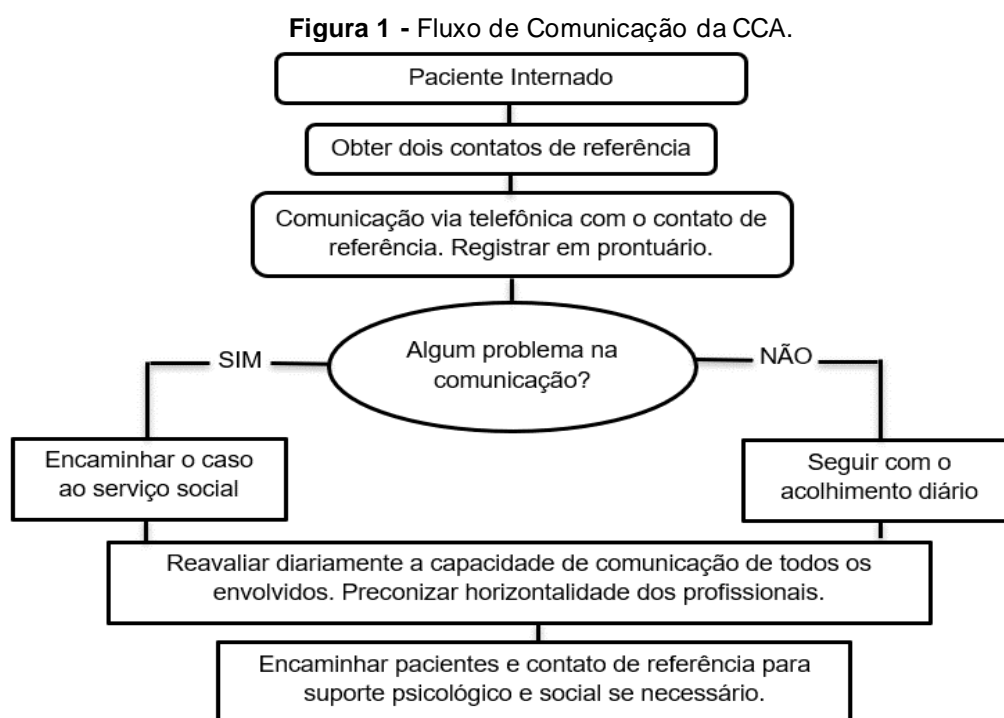 Figura 1 - Fluxo de Comunicação da CCA.
Paciente Internado
Obter dois contatos de referência
Comunicação via telefônica com o contato de
referência. Registrar em prontuário.
Algum problema na
comunicação?
SIM
NÃO
Encaminhar o caso
ao serviço social
Seguir com o
acolhimento diário
Reavaliar diariamente a capacidade de comunicação de todos os
envolvidos. Preconizar horizontalidade dos profissionais.
Encaminhar pacientes e contato de referência para
suporte psicológico e social se necessário.